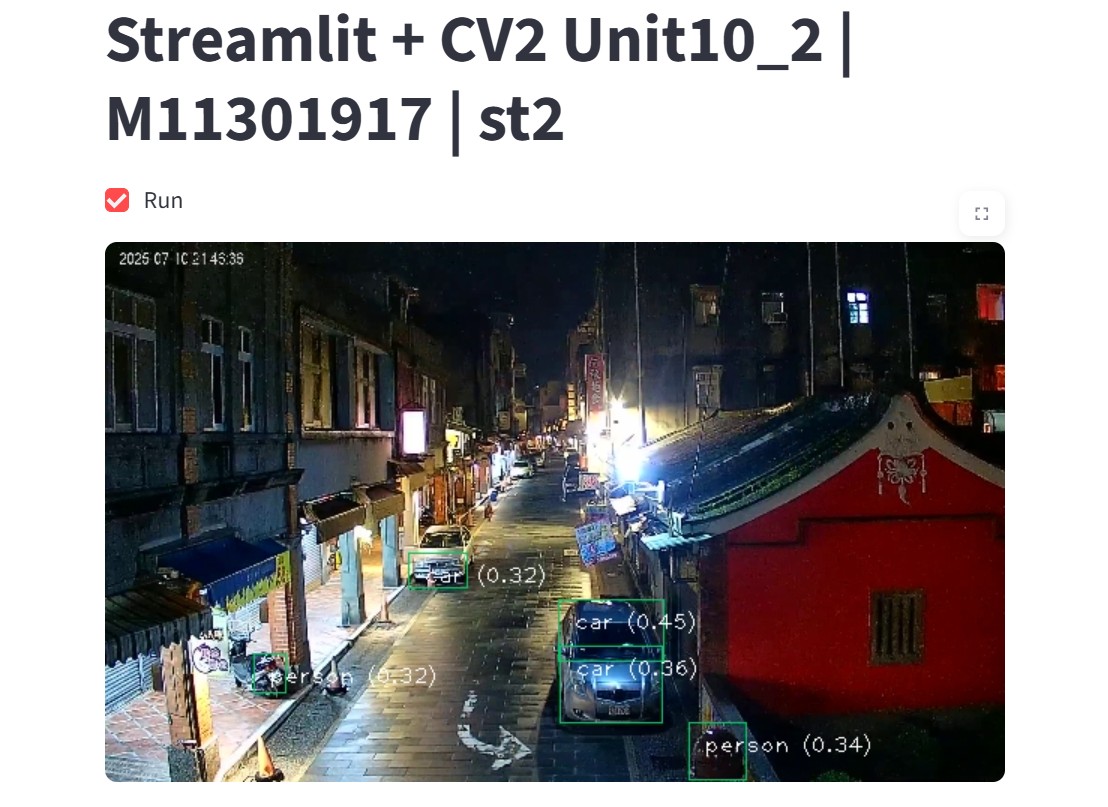 Streamlit + CV2 Unit10_2 |
M11301917 | st2
Run
2025-07-10 21:46:36
car (0.32)
car (0.45)
car (0.36)
person (0.32)
person (0.34)